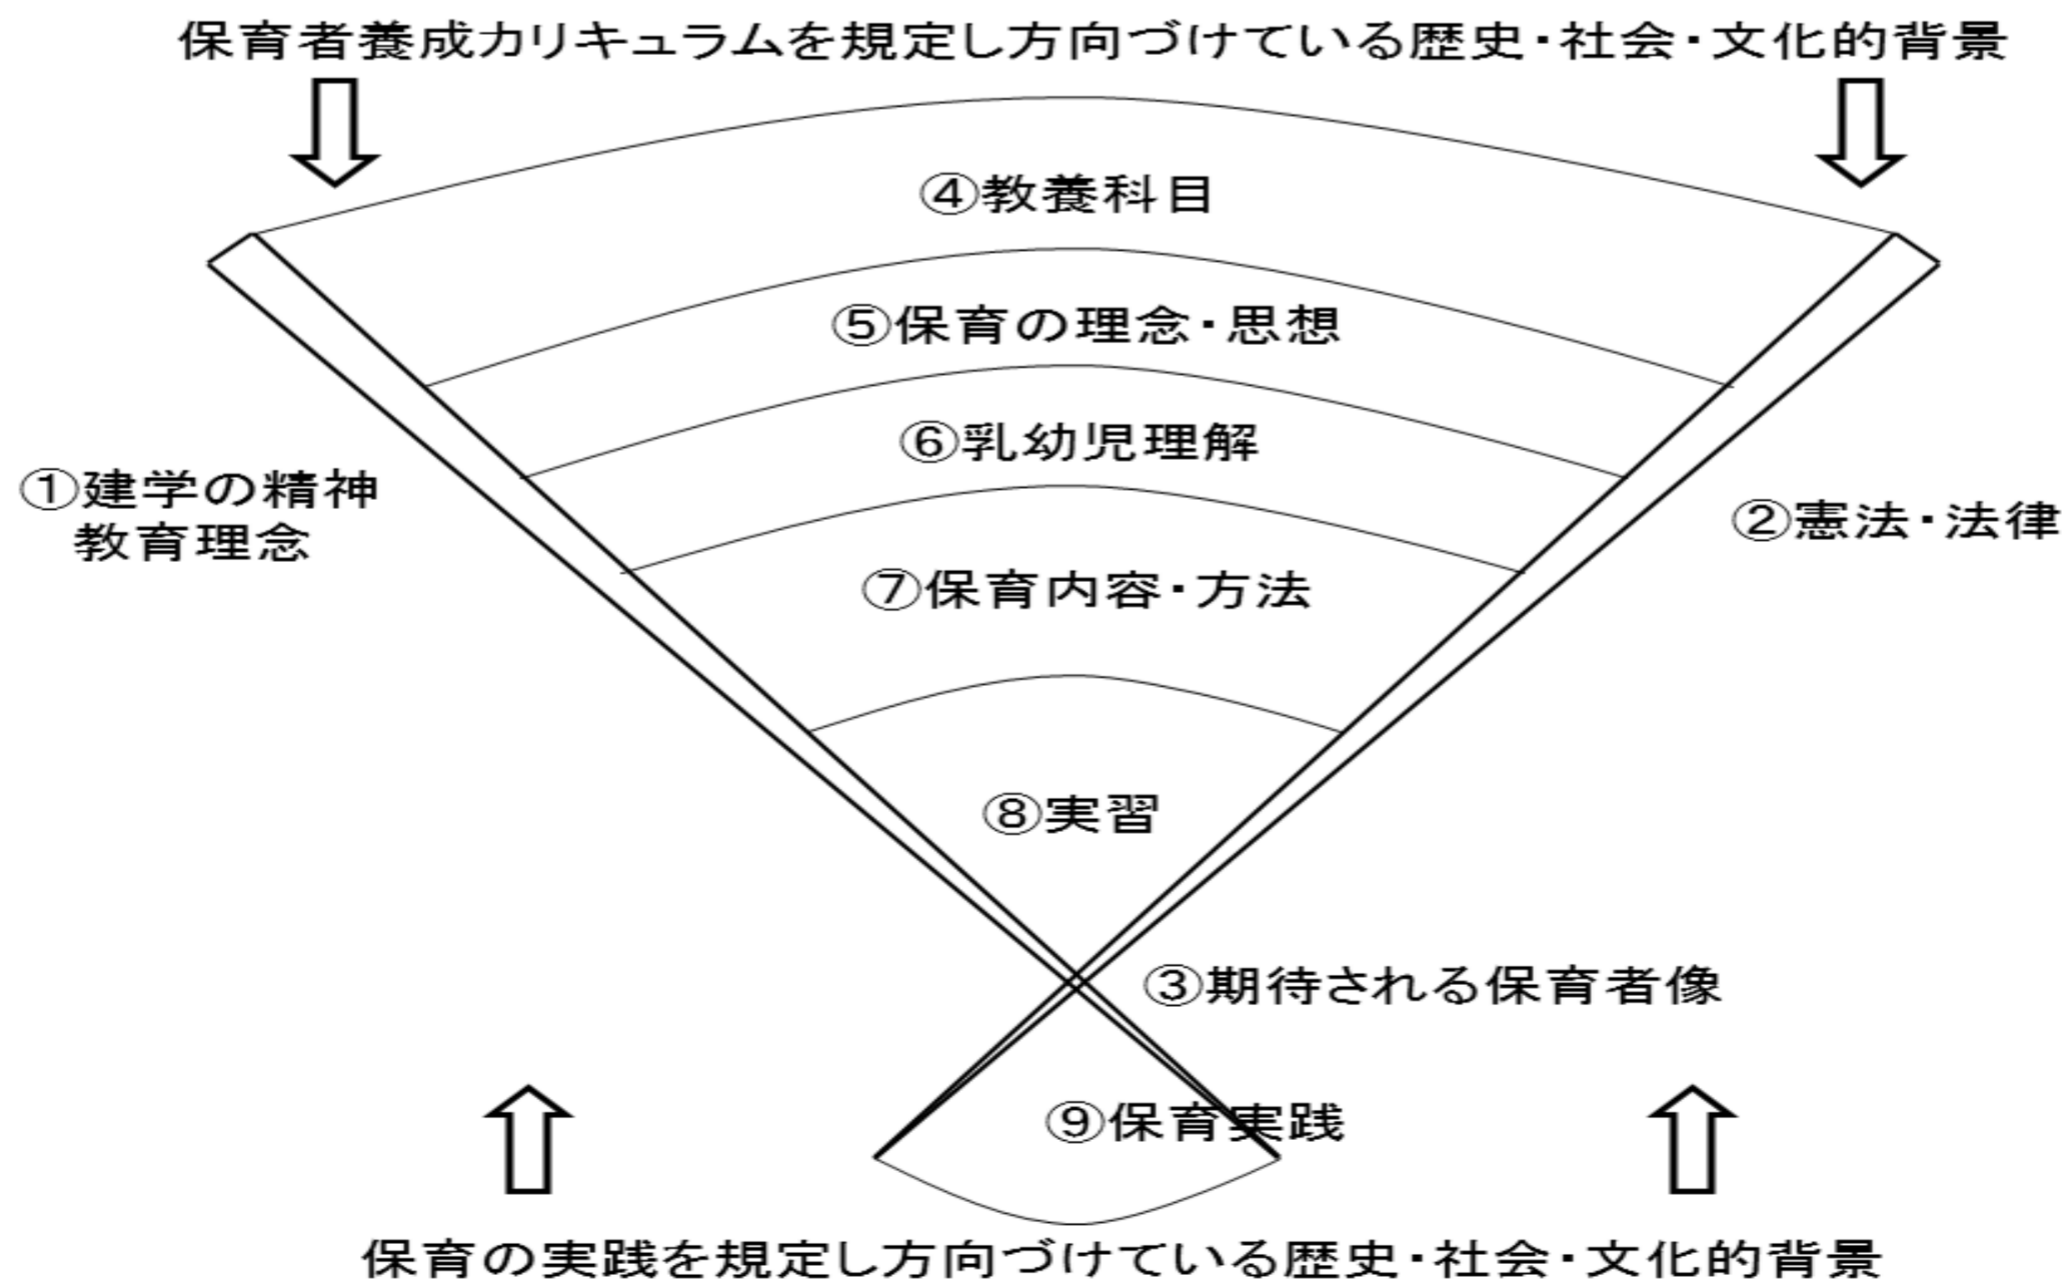 保育者養成カリキュラムを規定し方向づけている歴史・社会・文化的背景
④教養科目
⑤保育の理念・思想
⑥乳幼児理解
①建学の精神
教育理念
②憲法・法律
⑦保育内容・方法
⑧実習
③期待される保育者像
⑨保育実践
保育の実践を規定し方向づけている歴史・社会・文化的背景